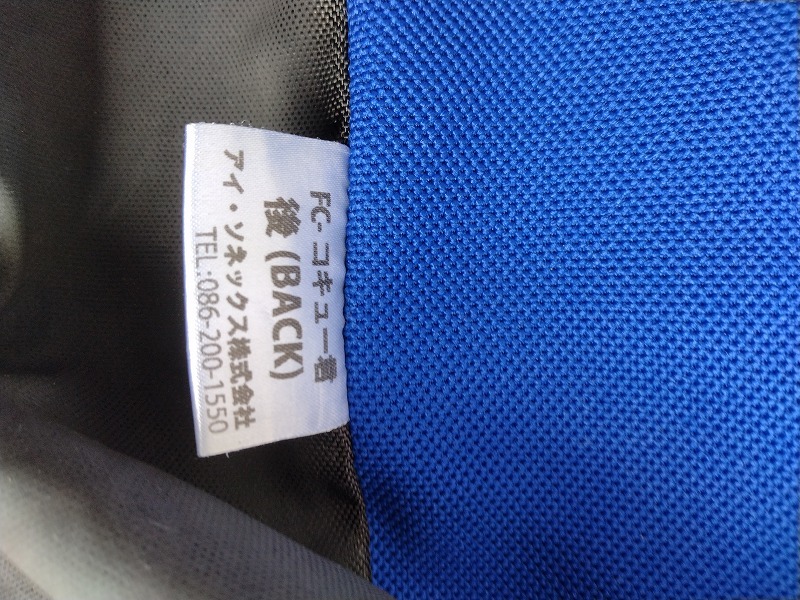 FC-コキュー君
後 (BACK)
アイ・ソネックス株式会社
TEL:086-200-1550